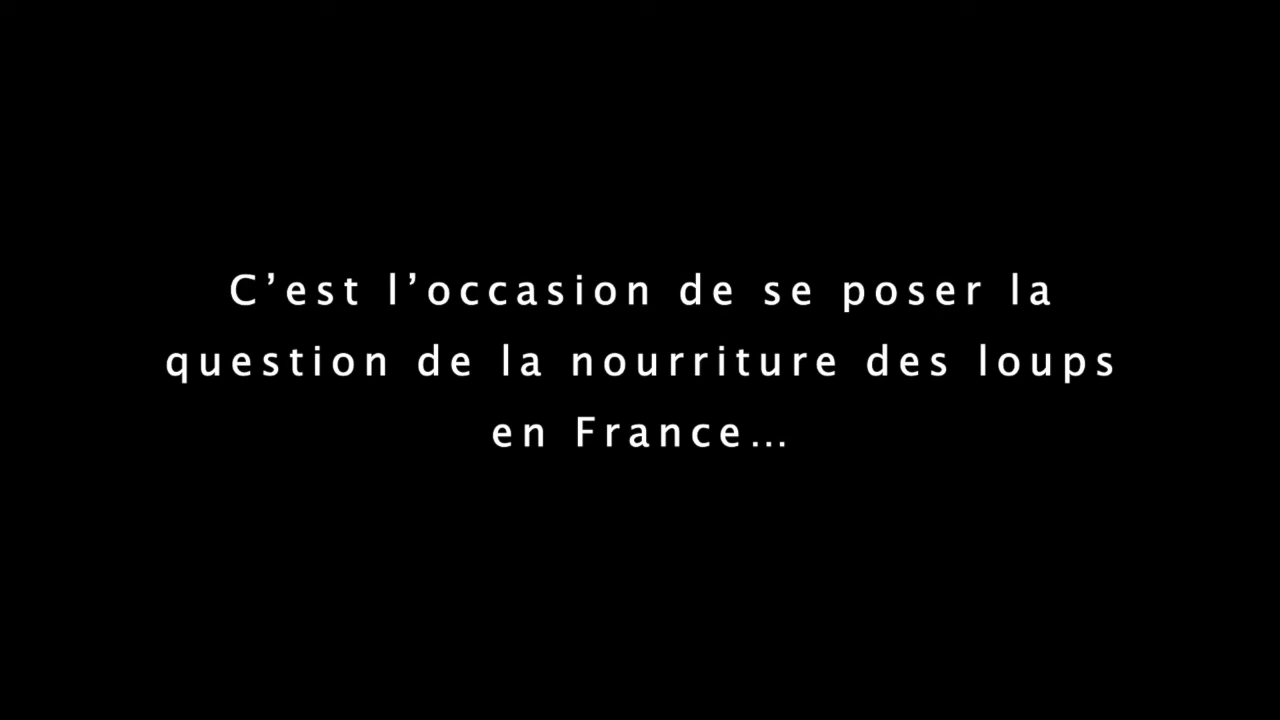 C’est l’occasion de se poser la
question de la nourriture des loups
en France…